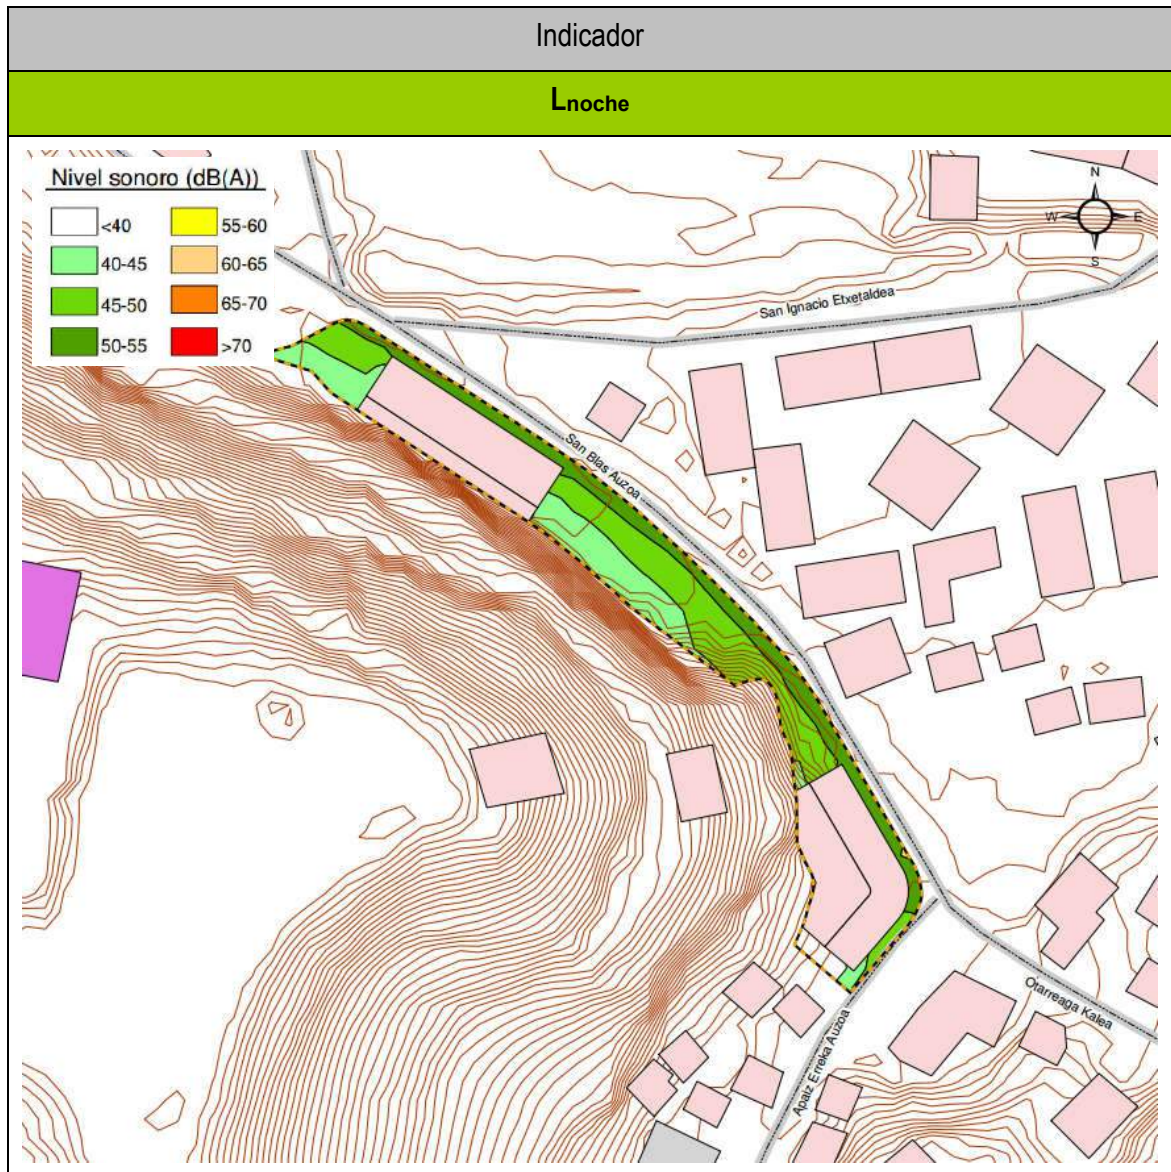 Indicador
Lnoche
Nivel sonoro (dB(A))
<40
55-60
40-45
60-65
45-50
65-70
50-55
>70
N
W
E
S
San Ignacio Etxetaldea
San Blas Auzoa
Otarreaga Kalea
Apaiz Erreka Auzoa